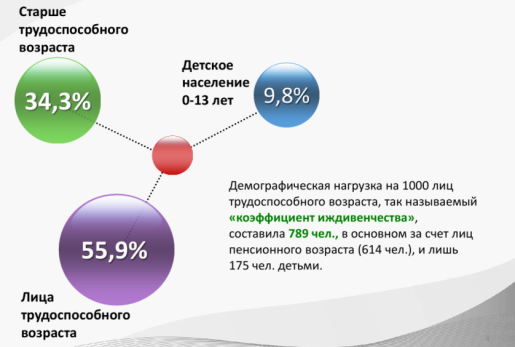 Старше
трудоспособного
возраста
34,3%
Детское
население
0-13 лет
9,8%
55,9%
Лица
трудоспособного
возраста
Демографическая нагрузка на 1000 лиц
трудоспособного возраста, так называемый
«коэффициент иждивенчества»,
составила 789 чел., в основном за счет лиц
пенсионного возраста (614 чел.), и лишь
175 чел. детьми.